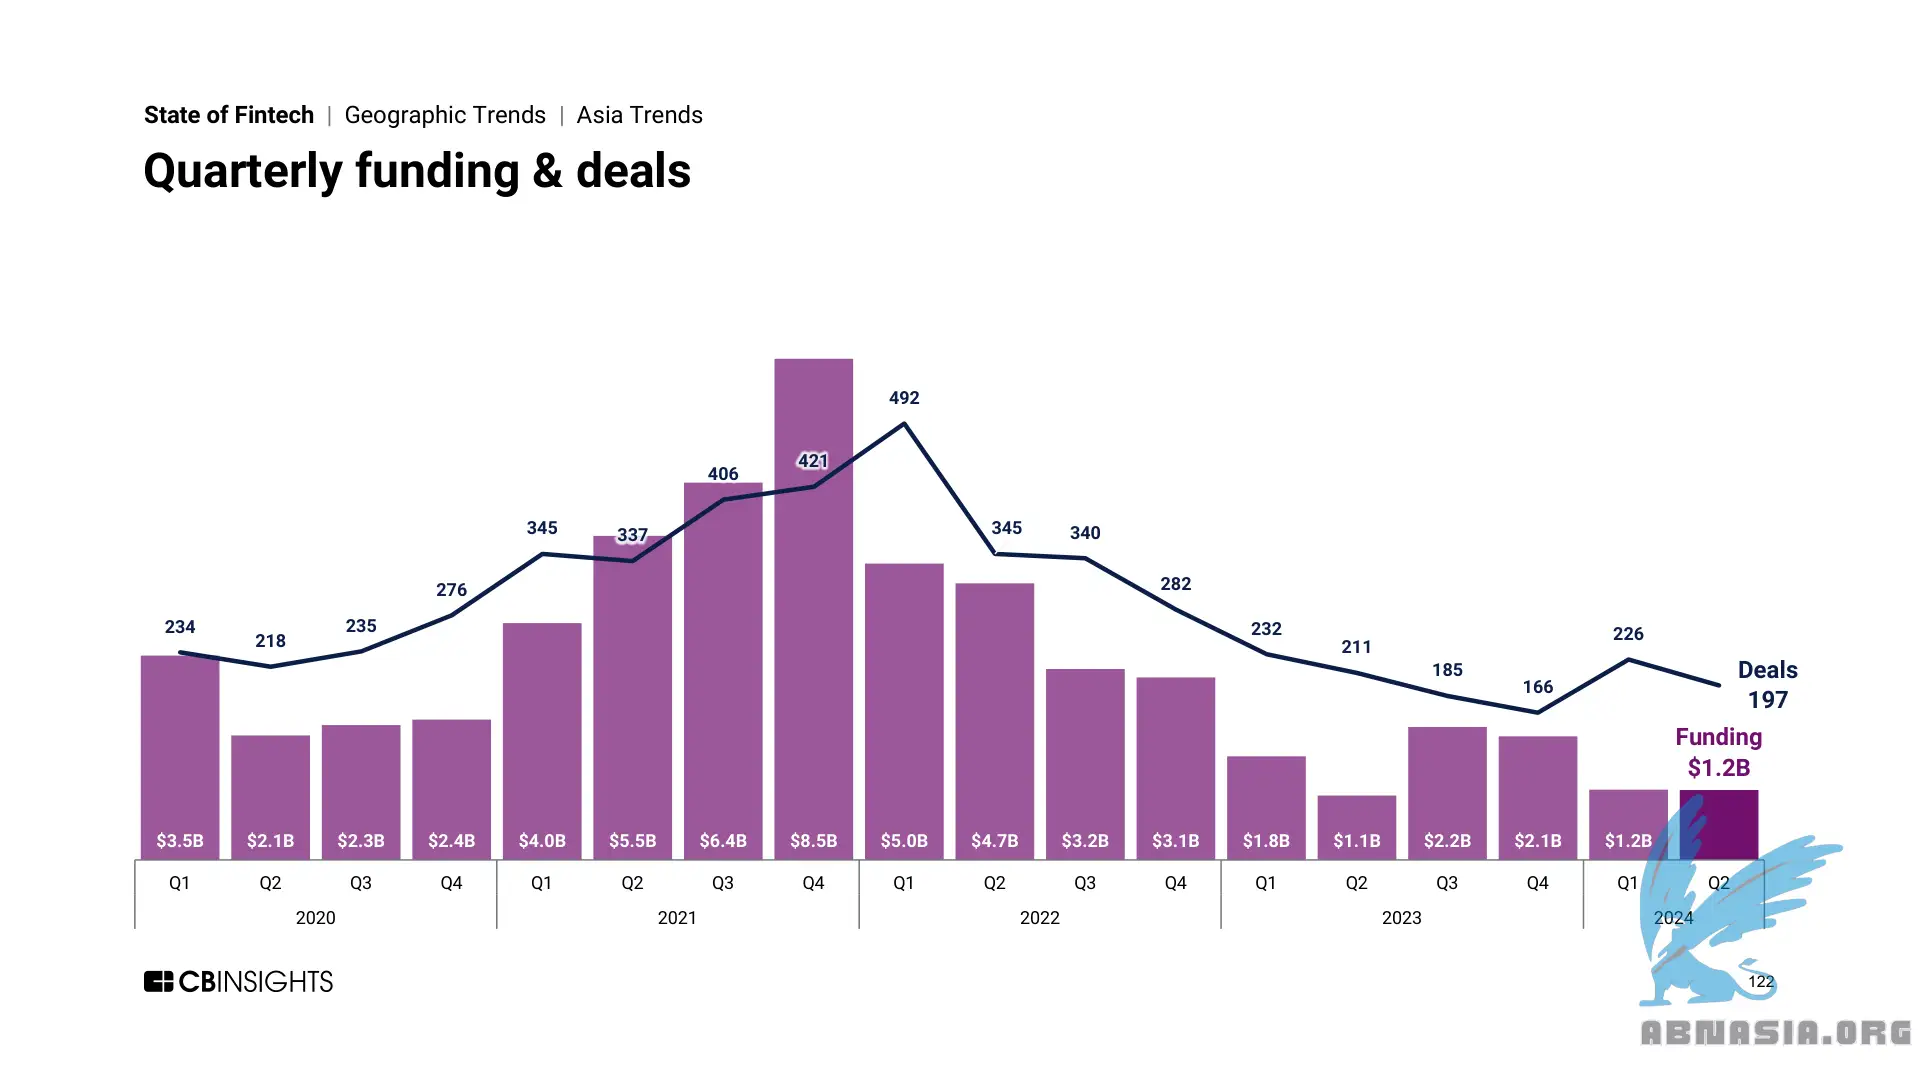 State of Fintech | Geographic Trends | Asia Trends
Quarterly funding & deals
234 218 235 276 345 337 406 421 492 345 340 282 232 211 185 166 226
Deals
197
Funding
$1.2B
$3.5B $2.1B $2.3B $2.4B $4.0B $5.5B $6.4B $8.5B $5.0B $4.7B $3.2B $3.1B $1.8B $1.1B $2.2B $2.1B $1.2B
Q1 Q2 Q3 Q4 Q1 Q2 Q3 Q4 Q1 Q2 Q3 Q4 Q1 Q2 Q3 Q4 Q1 Q2
2020 2021 2022 2023 2024
CBINSIGHTS
122
ABNASIA.ORG